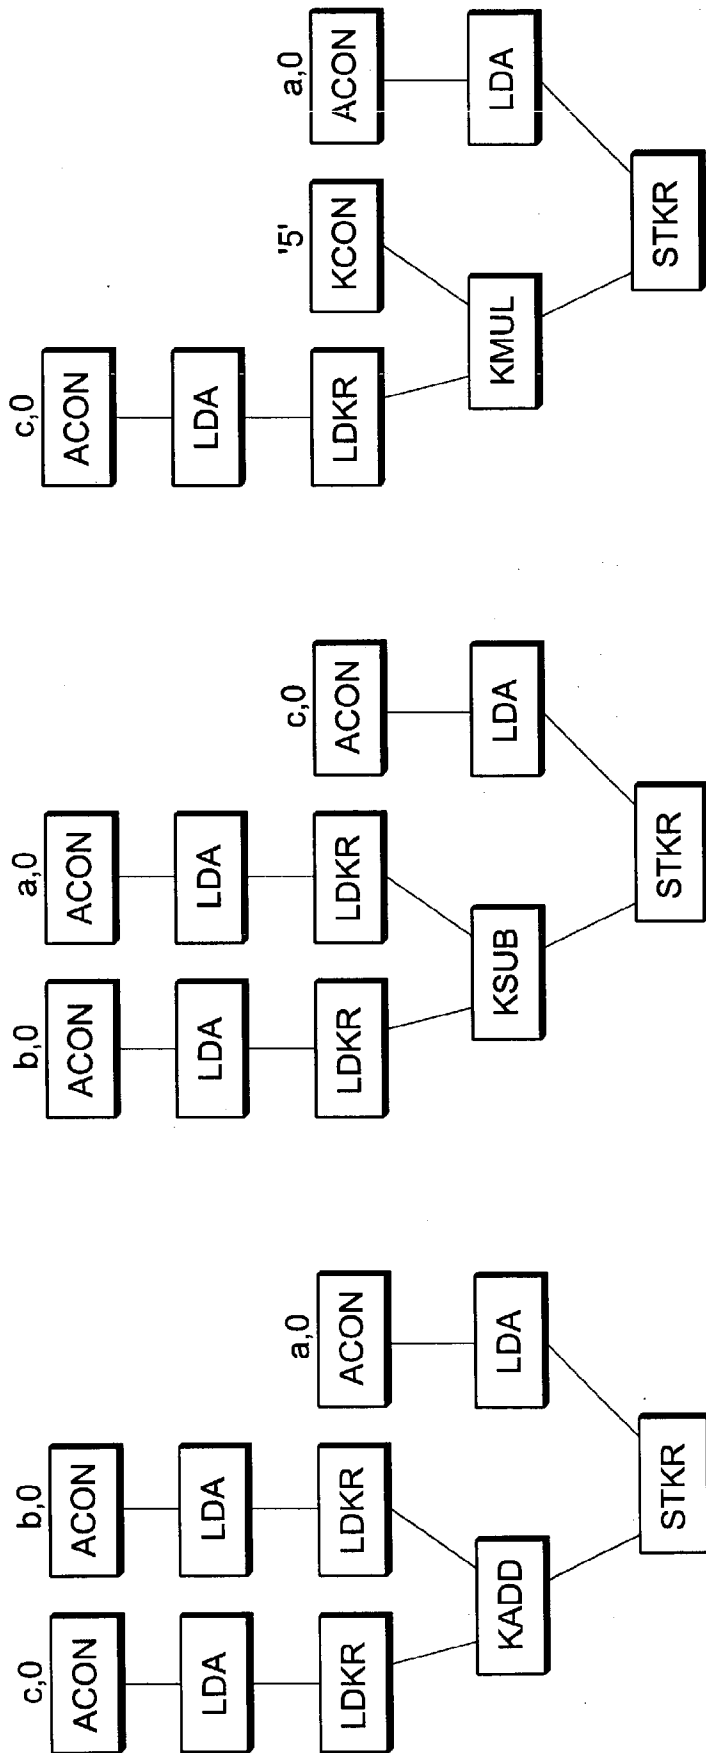 c,0 b,0
ACON ACON
LDA LDA
a,0
LDKR LDKR ACON
KADD LDA
STKR
b,0 a,0
ACON ACON
LDA LDA
c,0
LDKR LDKR ACON
KSUB LDA
STKR
c,0
ACON
LDA
'5' a,0
LDKR KCON ACON
KMUL LDA
STKR